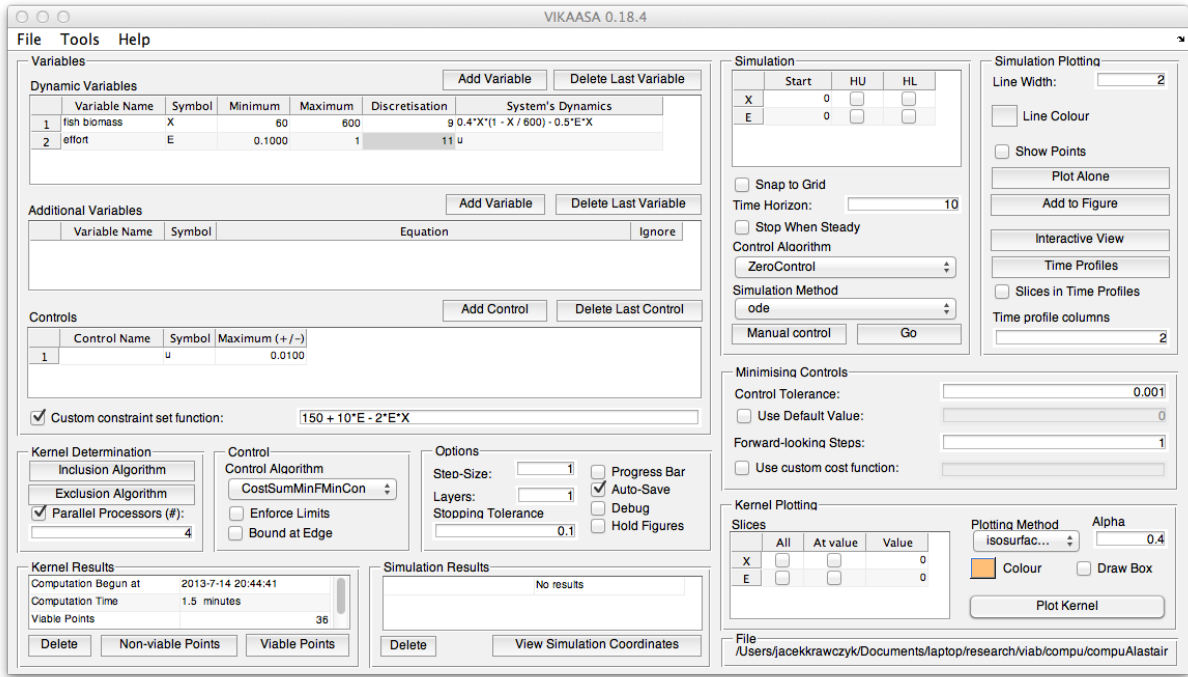 VIKAASA 0.18.4
File Tools Help
Variables
Dynamic Variables
Add Variable Delete Last Variable
Variable Name Symbol Minimum Maximum Discretisation System's Dynamics
1 fish biomass X 60 600 9 0.4*X*(1 - X / 600) - 0.5*E*X
2 effort E 0.1000 1 11 u
Additional Variables
Add Variable Delete Last Variable
Variable Name Symbol Equation Ignore
Controls
Add Control Delete Last Control
Control Name Symbol Maximum (+/-)
1 u 0.0100
Custom constraint set function: 150 + 10*E - 2*E*X
Kernel Determination
Inclusion Algorithm
Exclusion Algorithm
Parallel Processors (#):
4
Control
Control Algorithm
CostSumMinFMinCon
Enforce Limits
Bound at Edge
Options
Step-Size: 1
Layers: 1
Stopping Tolerance
0.1
Progress Bar
Auto-Save
Debug
Hold Figures
Kernel Results
Computation Begun at 2013-7-14 20:44:41
Computation Time 1.5 minutes
Viable Points 36
Delete Non-viable Points Viable Points
Simulation Results
No results
Delete View Simulation Coordinates
Simulation
Start HU HL
X 0
E 0
Snap to Grid
Time Horizon: 10
Stop When Steady
Control Algorithm
ZeroControl
Simulation Method
ode
Manual control Go
Simulation Plotting
Line Width: 2
Line Colour
Show Points
Plot Alone
Add to Figure
Interactive View
Time Profiles
Slices in Time Profiles
Time profile columns
2
Minimising Controls
Control Tolerance: 0.001
Use Default Value: 0
Forward-looking Steps: 1
Use custom cost function:
Kernel Plotting
Slices
All At value Value
X 0
E 0
Plotting Method
isosurfac...
Alpha
0.4
Colour Draw Box
Plot Kernel
File
/Users/jacekkrawczyk/Documents/laptop/research/viab/compu/compuAlastair